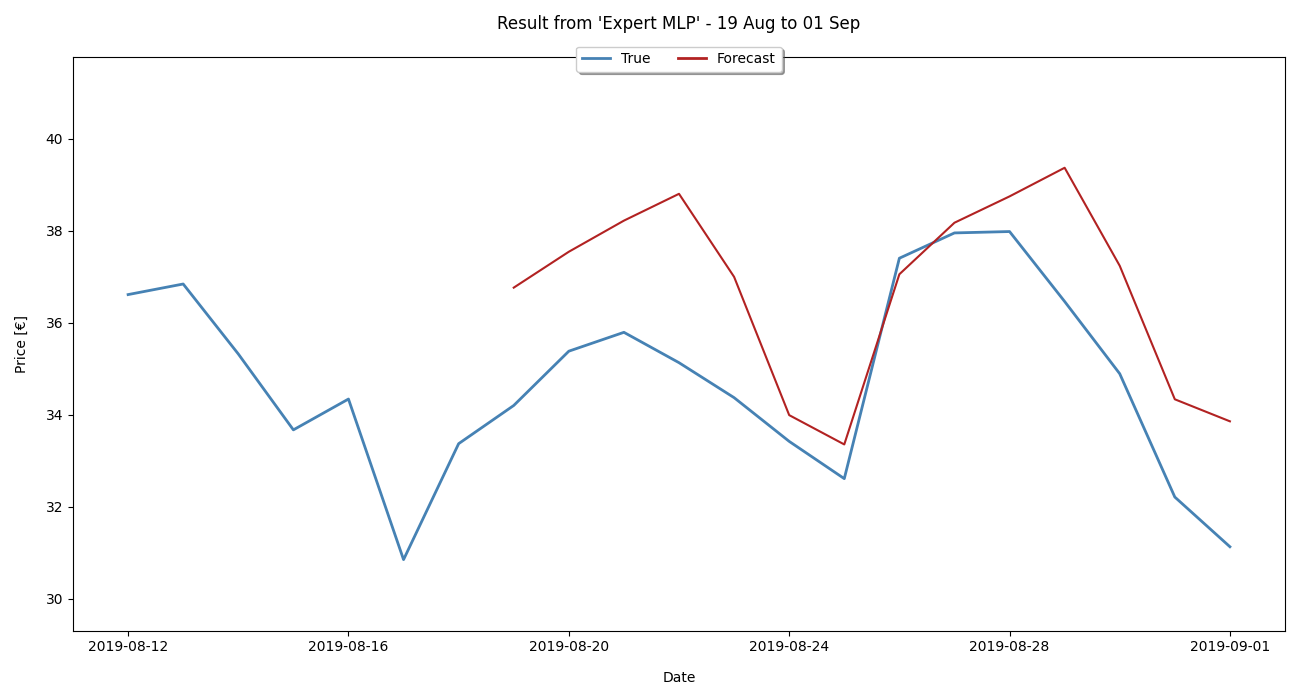 Result from 'Expert MLP' - 19 Aug to 01 Sep
True Forecast
40
38
36
34
32
30
Price [€]
2019-08-12 2019-08-16 2019-08-20 2019-08-24 2019-08-28 2019-09-01
Date